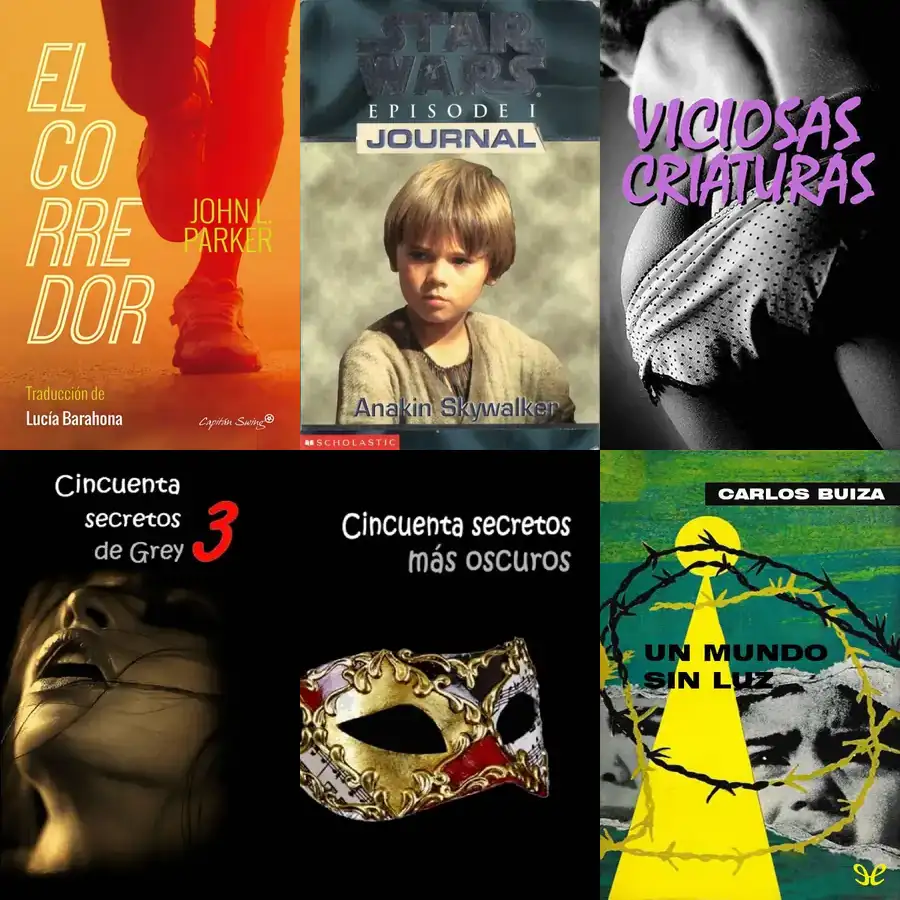 EL
CO
RRE
DOR
JOHN L.
PARKER
Traducción de
Lucía Barahona
Capitán Swing
STAR
WARS
EPISODE I
JOURNAL
Anakin Skywalker
SCHOLASTIC
VICIOSAS
CRIATURAS
Cincuenta
secretos
de Grey 3
Cincuenta secretos
más oscuros
CARLOS BUIZA
UN MUNDO
SIN LUZ